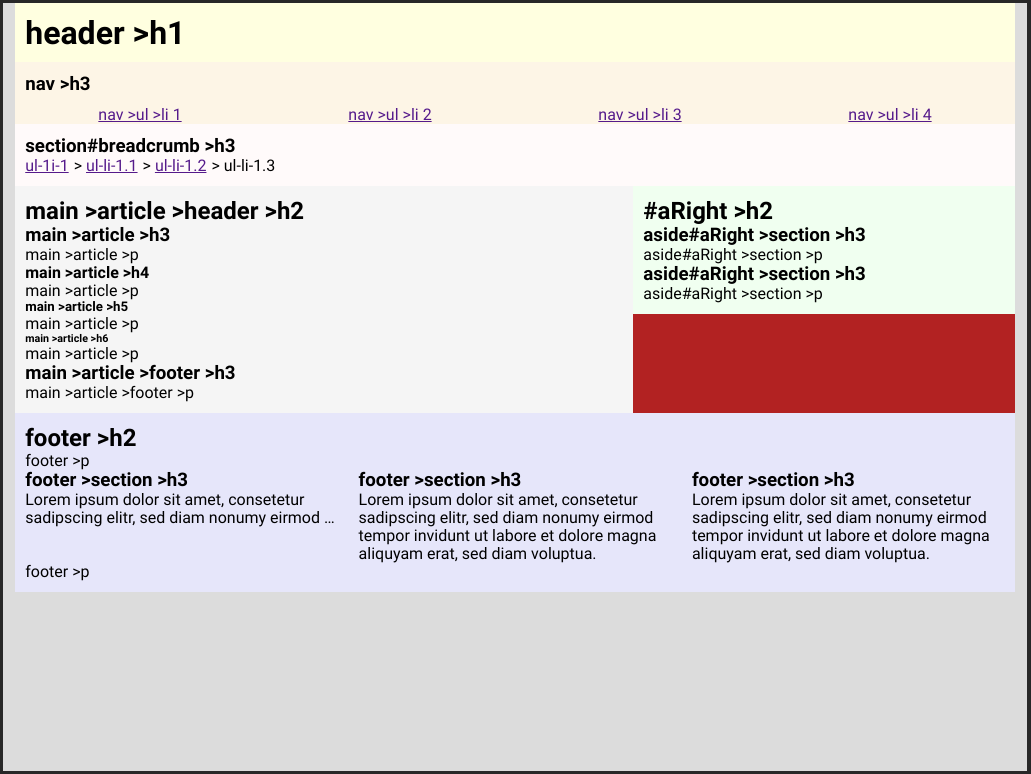 header >h1
nav >h3
nav >ul >li 1 nav >ul >li 2 nav >ul >li 3 nav >ul >li 4
section#breadcrumb >h3
ul-1i-1 > ul-li-1.1 > ul-li-1.2 > ul-li-1.3
main >article >header >h2
main >article >h3
main >article >p
main >article >h4
main >article >p
main >article >h5
main >article >p
main >article >h6
main >article >p
main >article >footer >h3
main >article >footer >p
#aRight >h2
aside#aRight >section >h3
aside#aRight >section >p
aside#aRight >section >h3
aside#aRight >section >p
footer >h2
footer >p
footer >section >h3
Lorem ipsum dolor sit amet, consetetur
sadipscing elitr, sed diam nonumy eirmod ...
footer >section >h3
Lorem ipsum dolor sit amet, consetetur
sadipscing elitr, sed diam nonumy eirmod
tempor invidunt ut labore et dolore magna
aliquyam erat, sed diam voluptua.
footer >section >h3
Lorem ipsum dolor sit amet, consetetur
sadipscing elitr, sed diam nonumy eirmod
tempor invidunt ut labore et dolore magna
aliquyam erat, sed diam voluptua.
footer >p